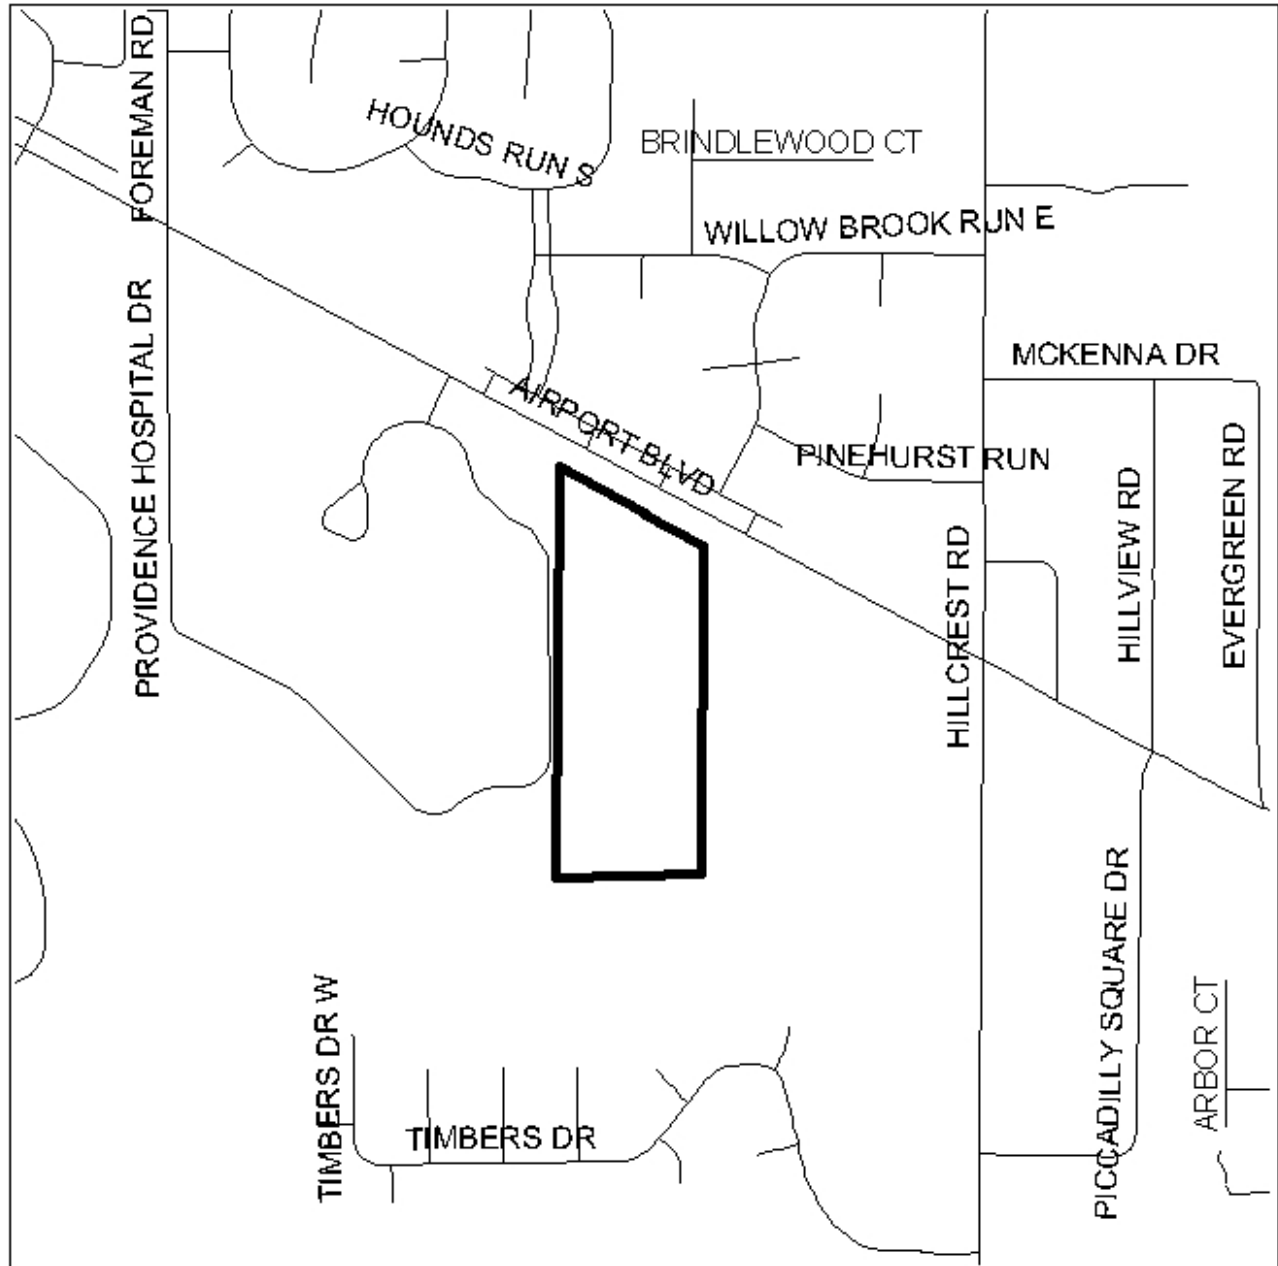 FOREMAN RD
HOUNDS RUN S
BRINDLEWOOD CT
WILLOW BROOK RUN E
PROVIDENCE HOSPITAL DR
MCKENNA DR
AIRPORT BLVD
PINEHURST RUN
HILLCREST RD
HILLVIEW RD
EVERGREEN RD
PICCADILLY SQUARE DR
ARBOR CT
TIMBERS DR W
TIMBERS DR